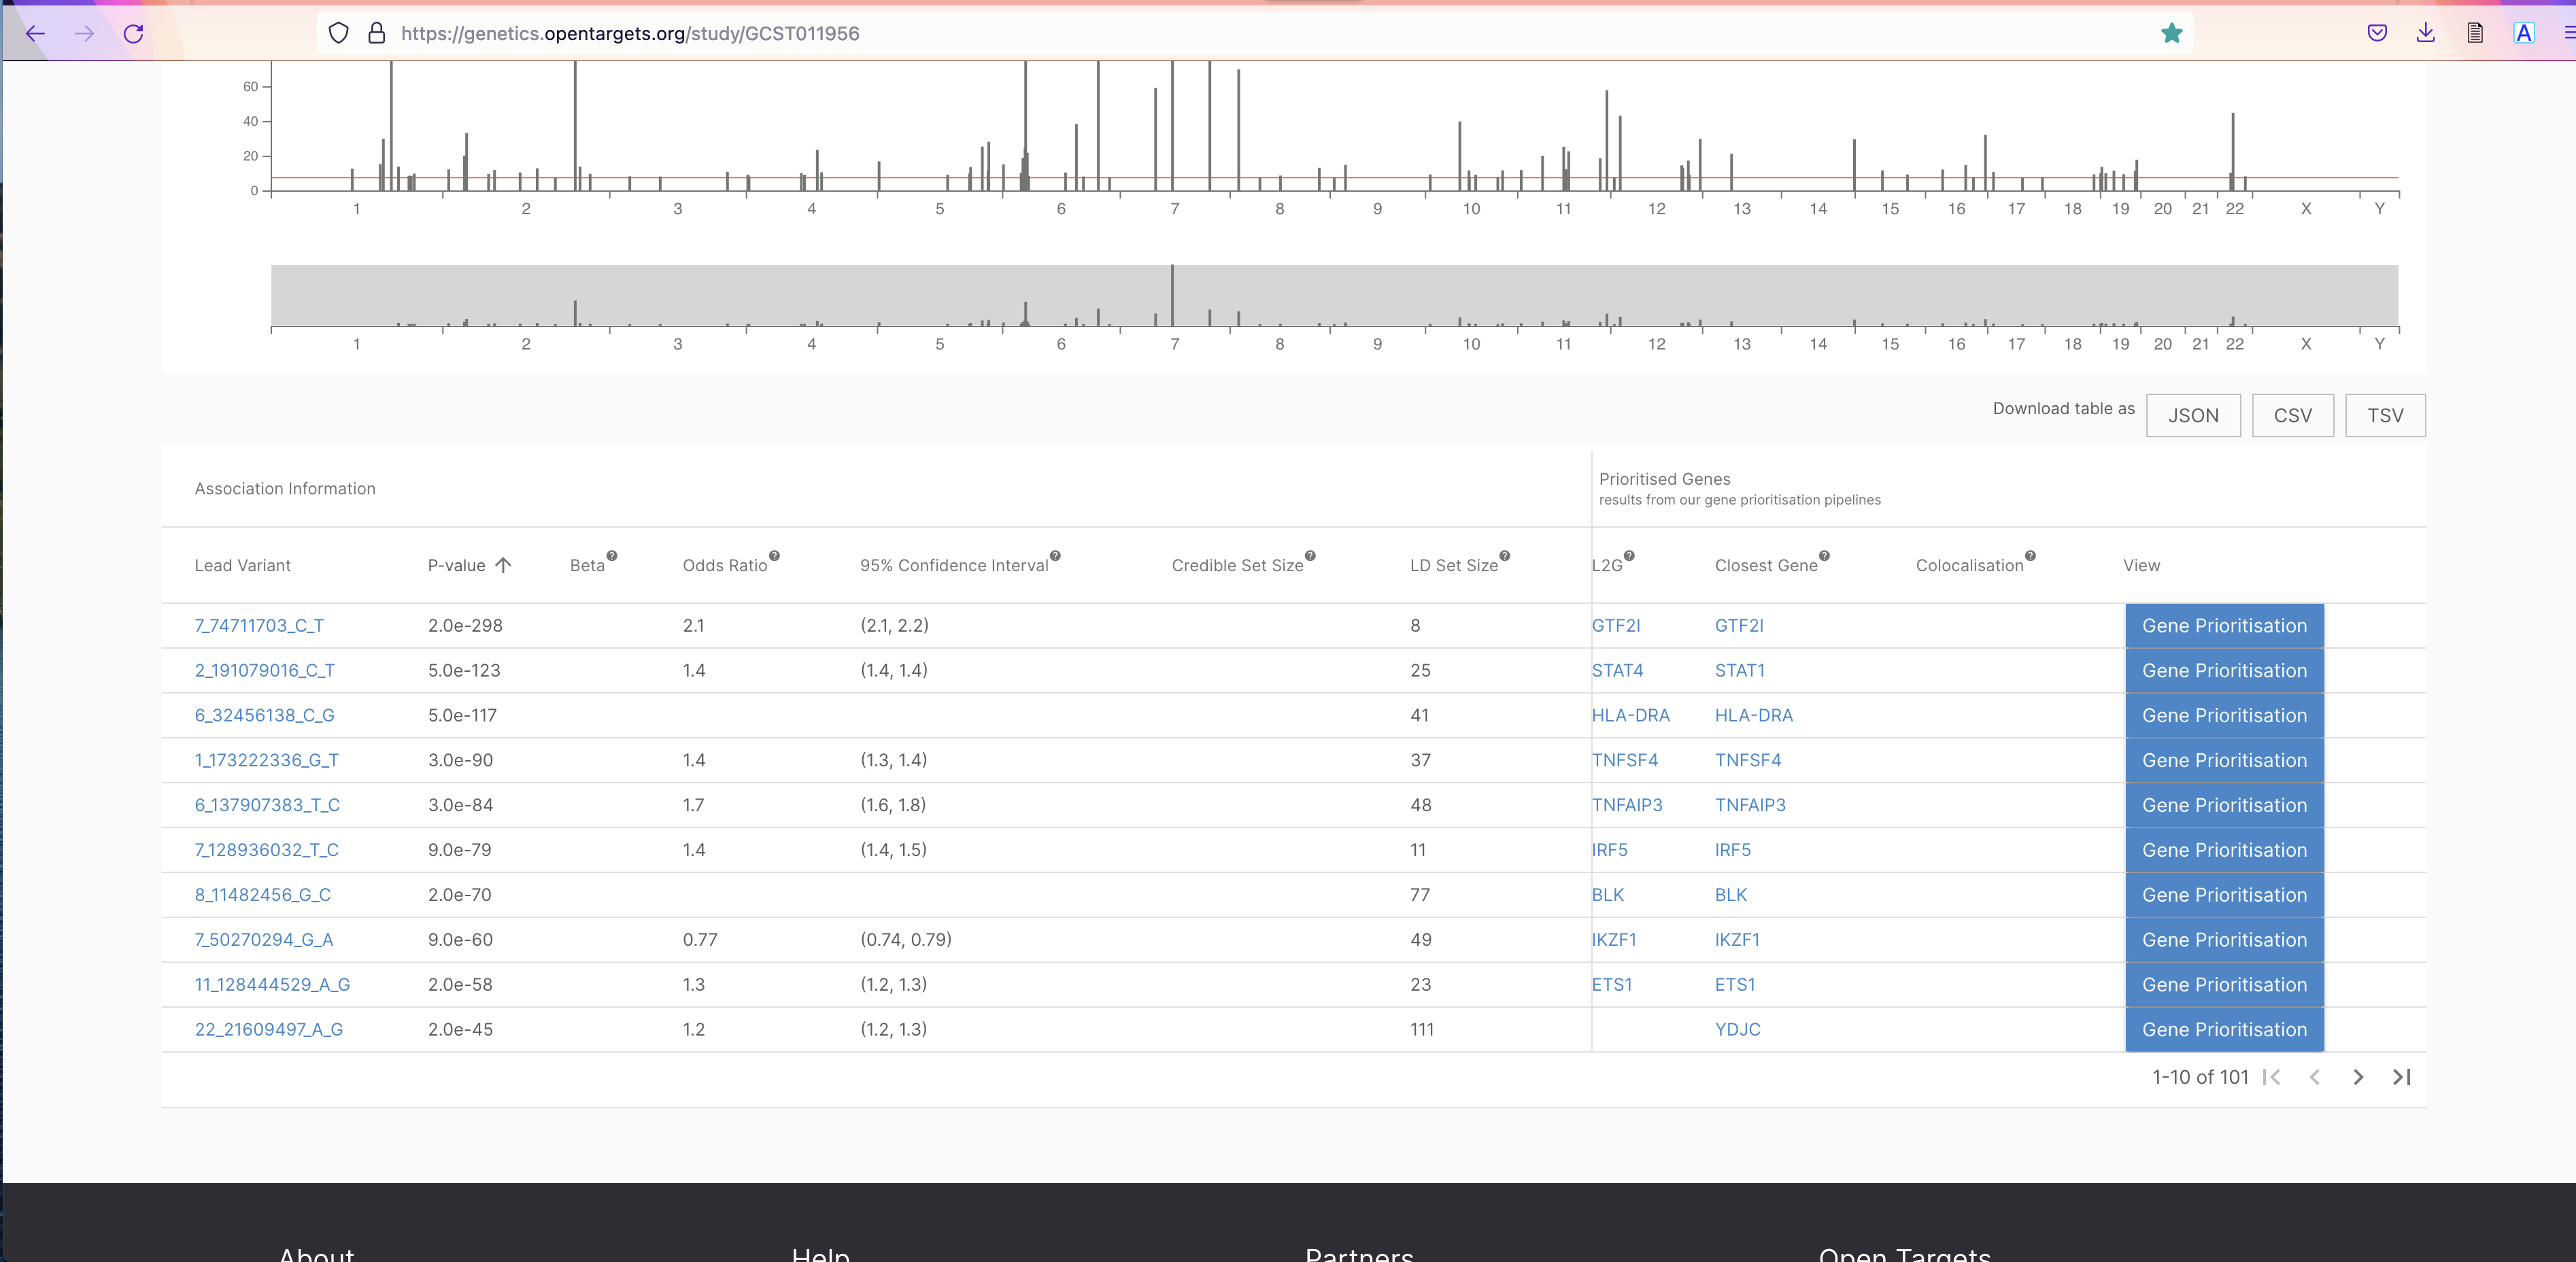 https://genetics.opentargets.org/study/GCST011956
A
60
40
20
0
1 2 3 4 5 6 7 8 9 10 11 12 13 14 15 16 17 18 19 20 21 22 X Y
1 2 3 4 5 6 7 8 9 10 11 12 13 14 15 16 17 18 19 20 21 22 X Y
Download table as JSON CSV TSV
Association Information
Prioritised Genes
results from our gene prioritisation pipelines
Lead Variant P-value Beta? Odds Ratio? 95% Confidence Interval? Credible Set Size? LD Set Size? L2G? Closest Gene? Colocalisation? View
7_74711703_C_T 2.0e-298 2.1 (2.1, 2.2) 8 GTF2I GTF2I Gene Prioritisation
2_191079016_C_T 5.0e-123 1.4 (1.4, 1.4) 25 STAT4 STAT1 Gene Prioritisation
6_32456138_C_G 5.0e-117 41 HLA-DRA HLA-DRA Gene Prioritisation
1_173222336_G_T 3.0e-90 1.4 (1.3, 1.4) 37 TNFSF4 TNFSF4 Gene Prioritisation
6_137907383_T_C 3.0e-84 1.7 (1.6, 1.8) 48 TNFAIP3 TNFAIP3 Gene Prioritisation
7_128936032_T_C 9.0e-79 1.4 (1.4, 1.5) 11 IRF5 IRF5 Gene Prioritisation
8_11482456_G_C 2.0e-70 77 BLK BLK Gene Prioritisation
7_50270294_G_A 9.0e-60 0.77 (0.74, 0.79) 49 IKZF1 IKZF1 Gene Prioritisation
11_128444529_A_G 2.0e-58 1.3 (1.2, 1.3) 23 ETS1 ETS1 Gene Prioritisation
22_21609497_A_G 2.0e-45 1.2 (1.2, 1.3) 111 YDJC Gene Prioritisation
1-10 of 101
About Help Partners Open Targets